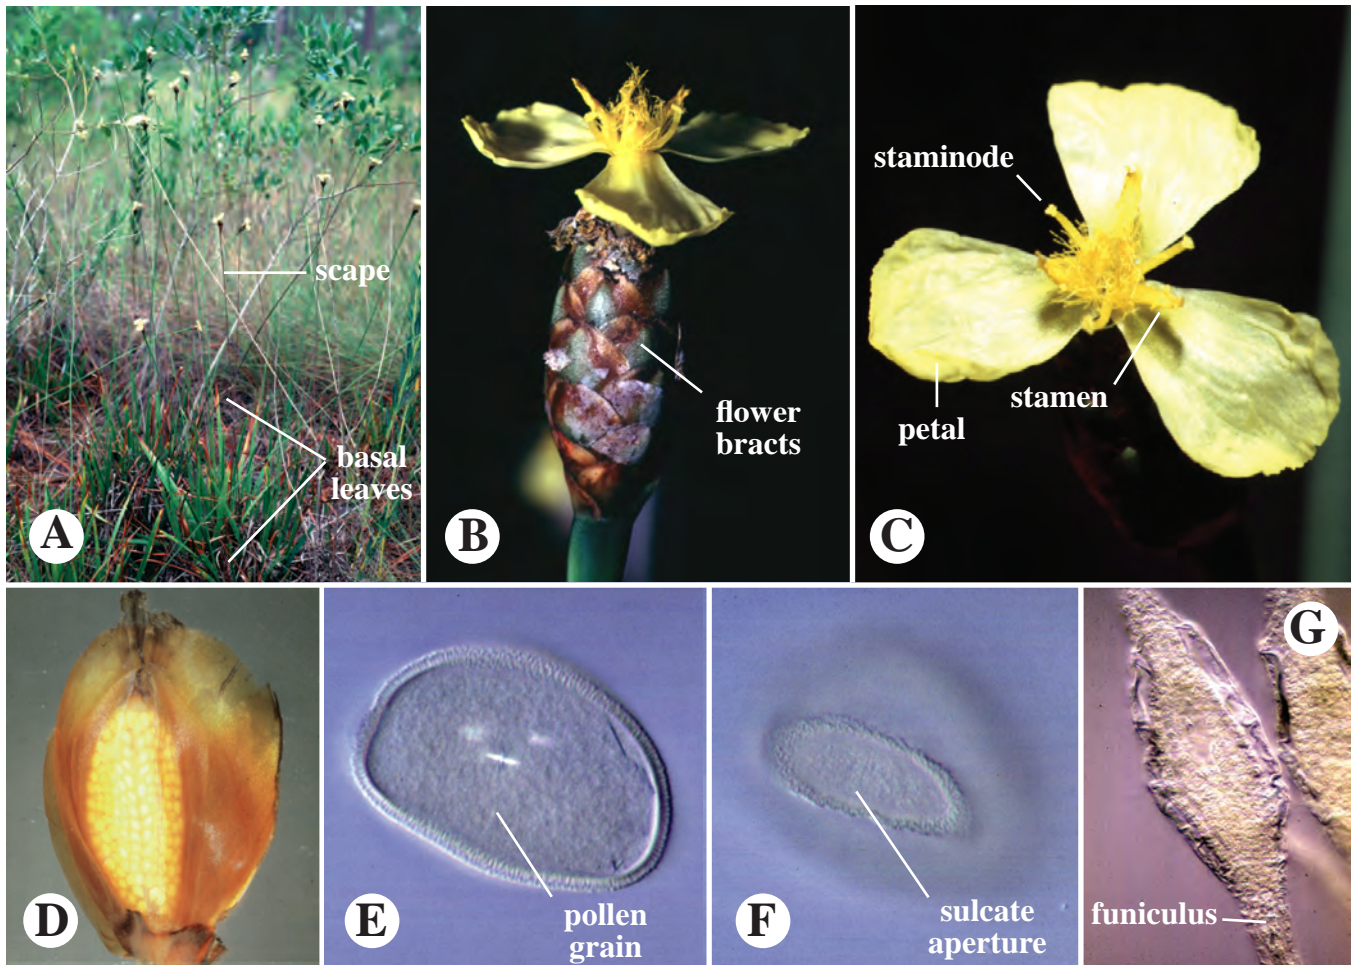 scape
basal
leaves
A
flower
bracts
B
staminode
petal
stamen
C
D
pollen
grain
E
sulcate
aperture
F
G
funiculus